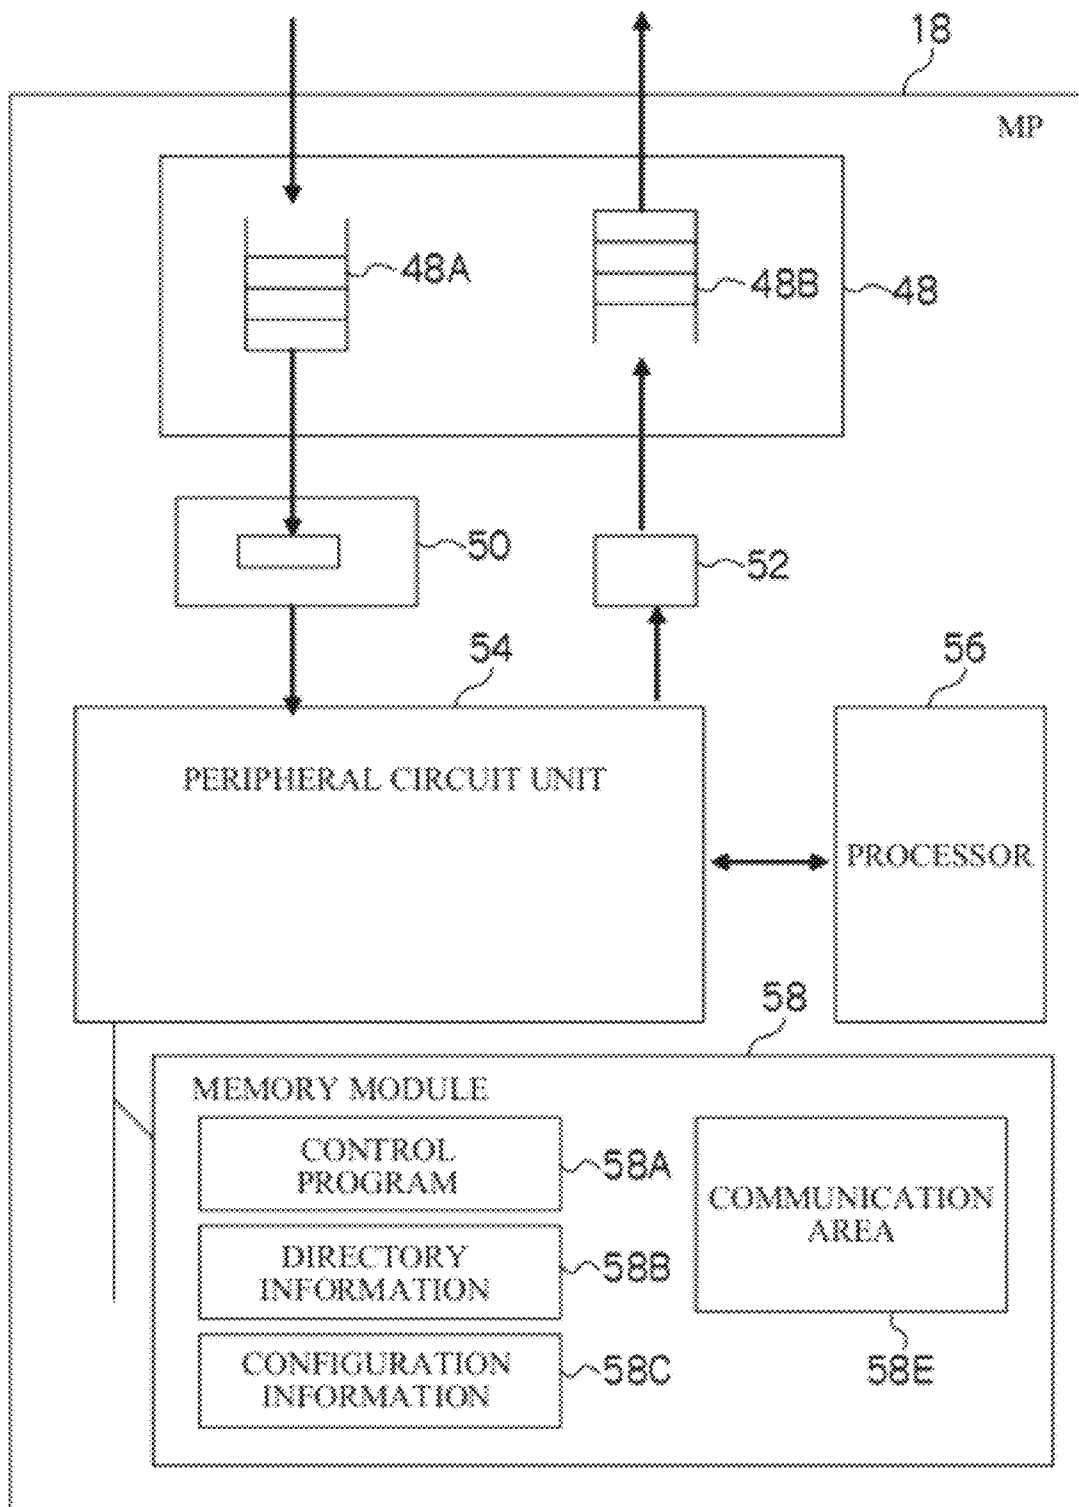 18
MP
48A
48B
48
50
52
54
56
PERIPHERAL CIRCUIT UNIT
PROCESSOR
58
MEMORY MODULE
CONTROL
PROGRAM
58A
DIRECTORY
INFORMATION
58B
CONFIGURATION
INFORMATION
58C
COMMUNICATION
AREA
58E